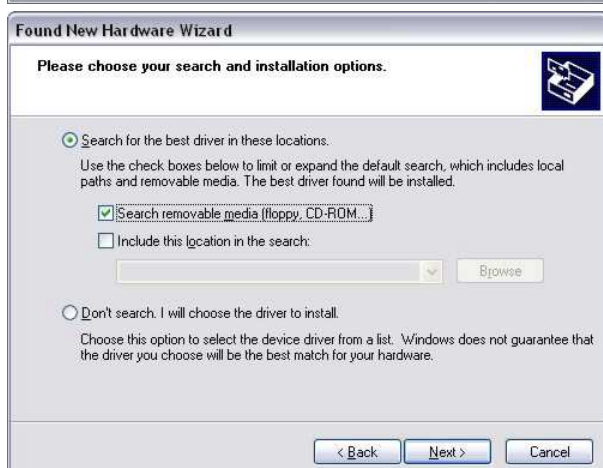 Found New Hardware Wizard
Please choose your search and installation options.
Search for the best driver in these locations.
Use the check boxes below to limit or expand the default search, which includes local
paths and removable media. The best driver found will be installed.
Search removable media (floppy, CD-ROM...)
Include this location in the search:
Browse
Don't search. I will choose the driver to install.
Choose this option to select the device driver from a list. Windows does not guarantee that
the driver you choose will be the best match for your hardware.
< Back Next > Cancel